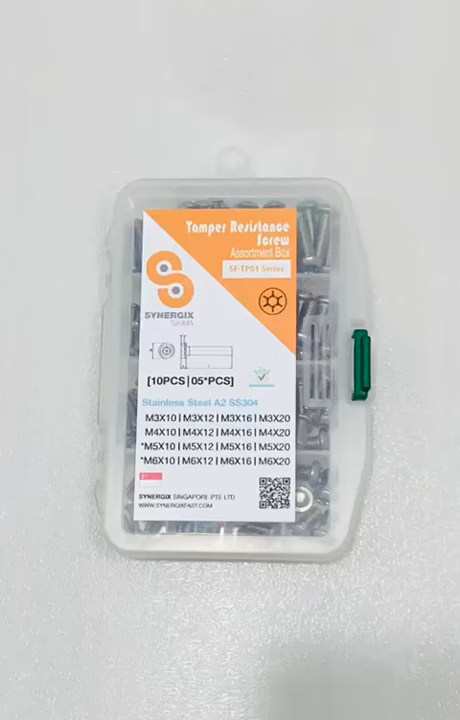 Tamper Resistance
Screw
Assortment Box
SF-TP01 Series
SYNERGIX
[10PCS|05*PCS]
Stainless Steel A2 SS304
M3X10 | M3X12 | M3X16 | M3X20
M4X10 | M4X12 | M4X16 | M4X20
*M5X10 | M5X12 | M5X16 | M5X20
*M6X10 | M6X12 | M6X16 | M6X20
SYNERGIX SINGAPORE PTE LTD
WWW.SYNERGIXFAST.COM